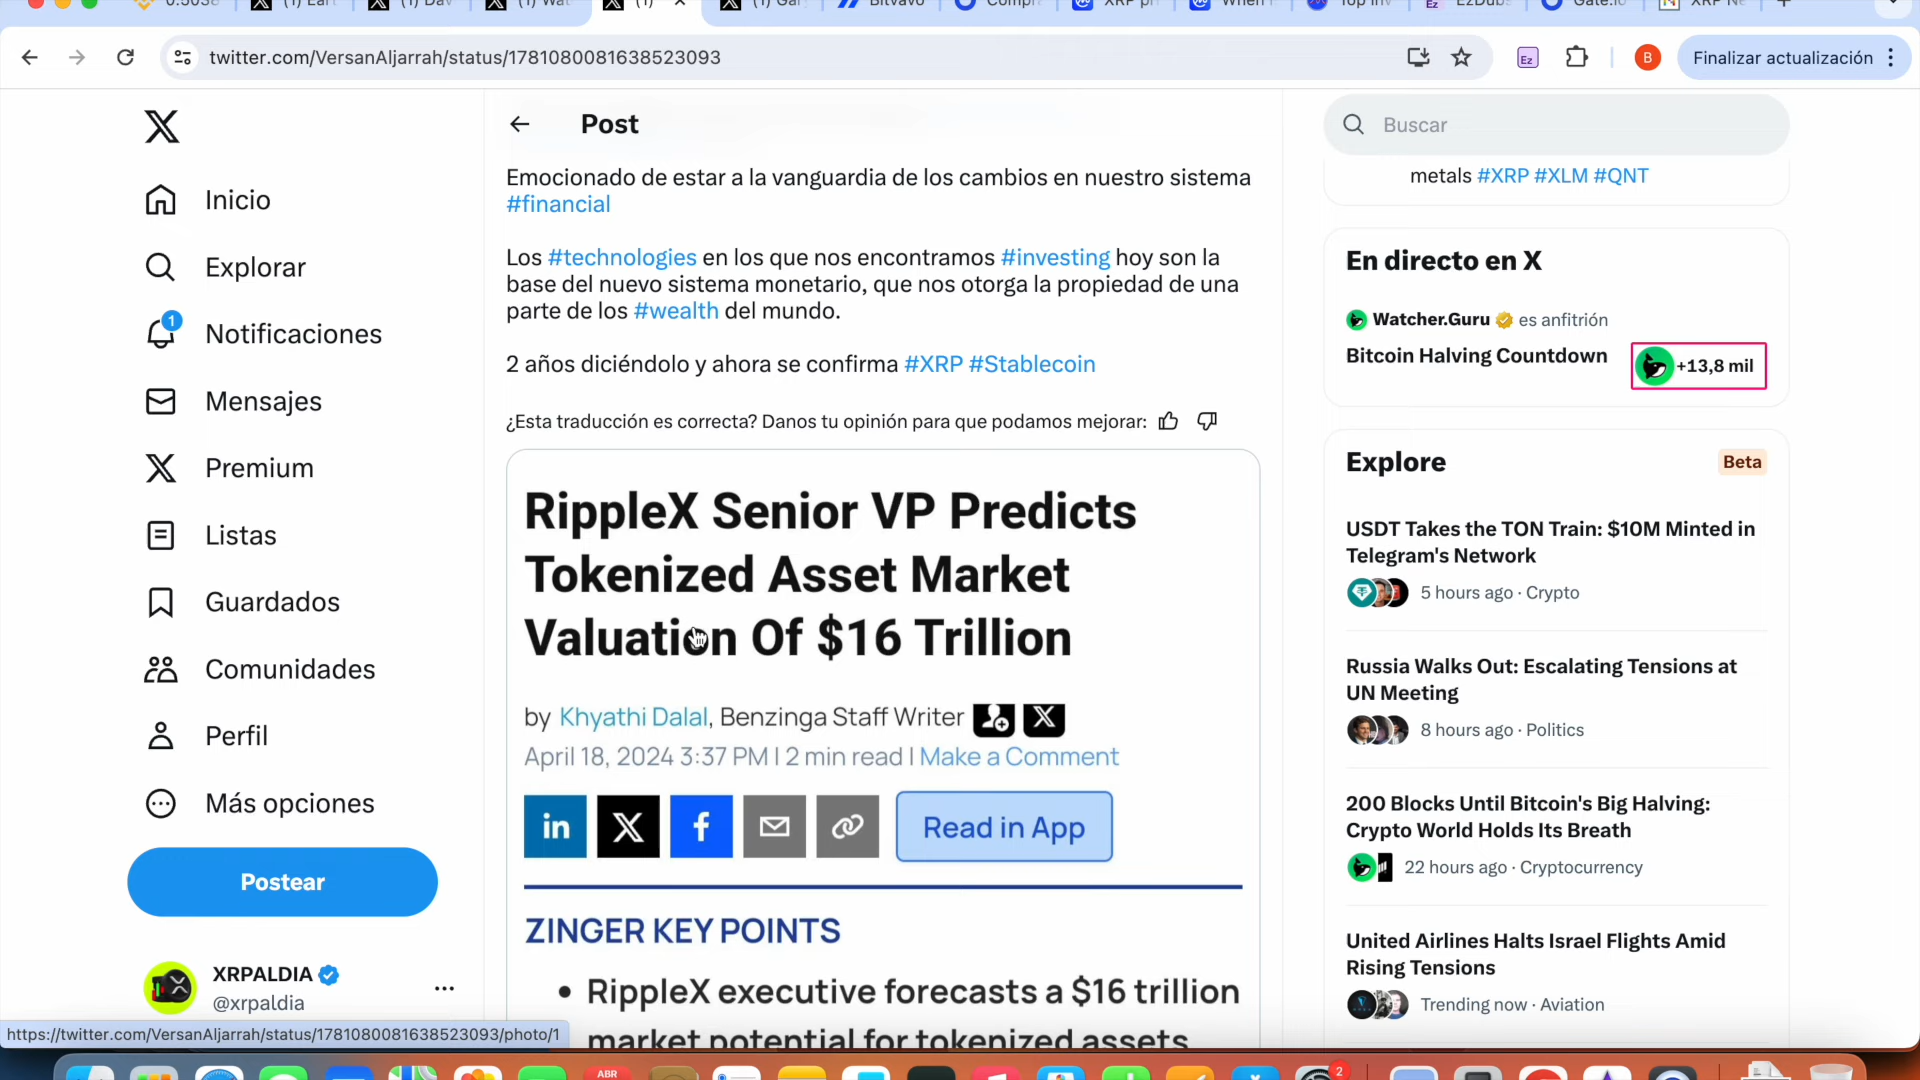 twitter.com/VersanAljarrah/status/1781080081638523093
Finalizar actualización
Ez
B
Post
Buscar
Inicio
Explorar
1
Notificaciones
Mensajes
Premium
Listas
Guardados
Comunidades
Perfil
Más opciones
Postear
XRPALDIA
@xrpaldia
Emocionado de estar a la vanguardia de los cambios en nuestro sistema
#financial
Los #technologies en los que nos encontramos #investing hoy son la
base del nuevo sistema monetario, que nos otorga la propiedad de una
parte de los #wealth del mundo.
2 años diciéndolo y ahora se confirma #XRP #Stablecoin
¿Esta traducción es correcta? Danos tu opinión para que podamos mejorar:
RippleX Senior VP Predicts
Tokenized Asset Market
Valuation Of $16 Trillion
by Khyathi Dalal, Benzinga Staff Writer
April 18, 2024 3:37 PM | 2 min read | Make a Comment
in
f
Read in App
ZINGER KEY POINTS
• RippleX executive forecasts a $16 trillion
market potential for tokenized assets
metals #XRP #XLM #QNT
En directo en X
Watcher.Guru es anfitrión
Bitcoin Halving Countdown
+13,8 mil
Explore
Beta
USDT Takes the TON Train: $10M Minted in
Telegram's Network
5 hours ago · Crypto
Russia Walks Out: Escalating Tensions at
UN Meeting
8 hours ago · Politics
200 Blocks Until Bitcoin's Big Halving:
Crypto World Holds Its Breath
22 hours ago · Cryptocurrency
United Airlines Halts Israel Flights Amid
Rising Tensions
Trending now · Aviation
https://twitter.com/VersanAljarrah/status/1781080081638523093/photo/1
ABR
2